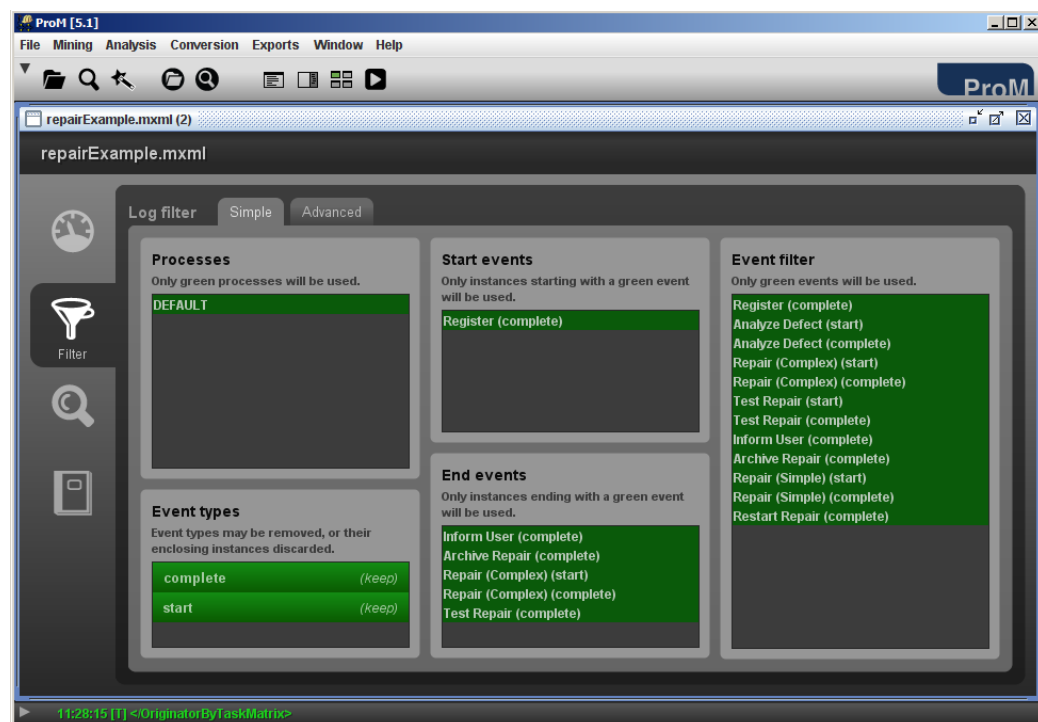 ProM [5.1]
File Mining Analysis Conversion Exports Window Help
ProM
repairExample.mxml (2)
repairExample.mxml
Log filter Simple Advanced
Filter
Processes
Only green processes will be used.
DEFAULT
Event types
Event types may be removed, or their
enclosing instances discarded.
complete (keep)
start (keep)
Start events
Only instances starting with a green event
will be used.
Register (complete)
End events
Only instances ending with a green event
will be used.
Inform User (complete)
Archive Repair (complete)
Repair (Complex) (start)
Repair (Complex) (complete)
Test Repair (complete)
Event filter
Only green events will be used.
Register (complete)
Analyze Defect (start)
Analyze Defect (complete)
Repair (Complex) (start)
Repair (Complex) (complete)
Test Repair (start)
Test Repair (complete)
Inform User (complete)
Archive Repair (complete)
Repair (Simple) (start)
Repair (Simple) (complete)
Restart Repair (complete)
11:28:15 [T] </OriginatorByTaskMatrix>